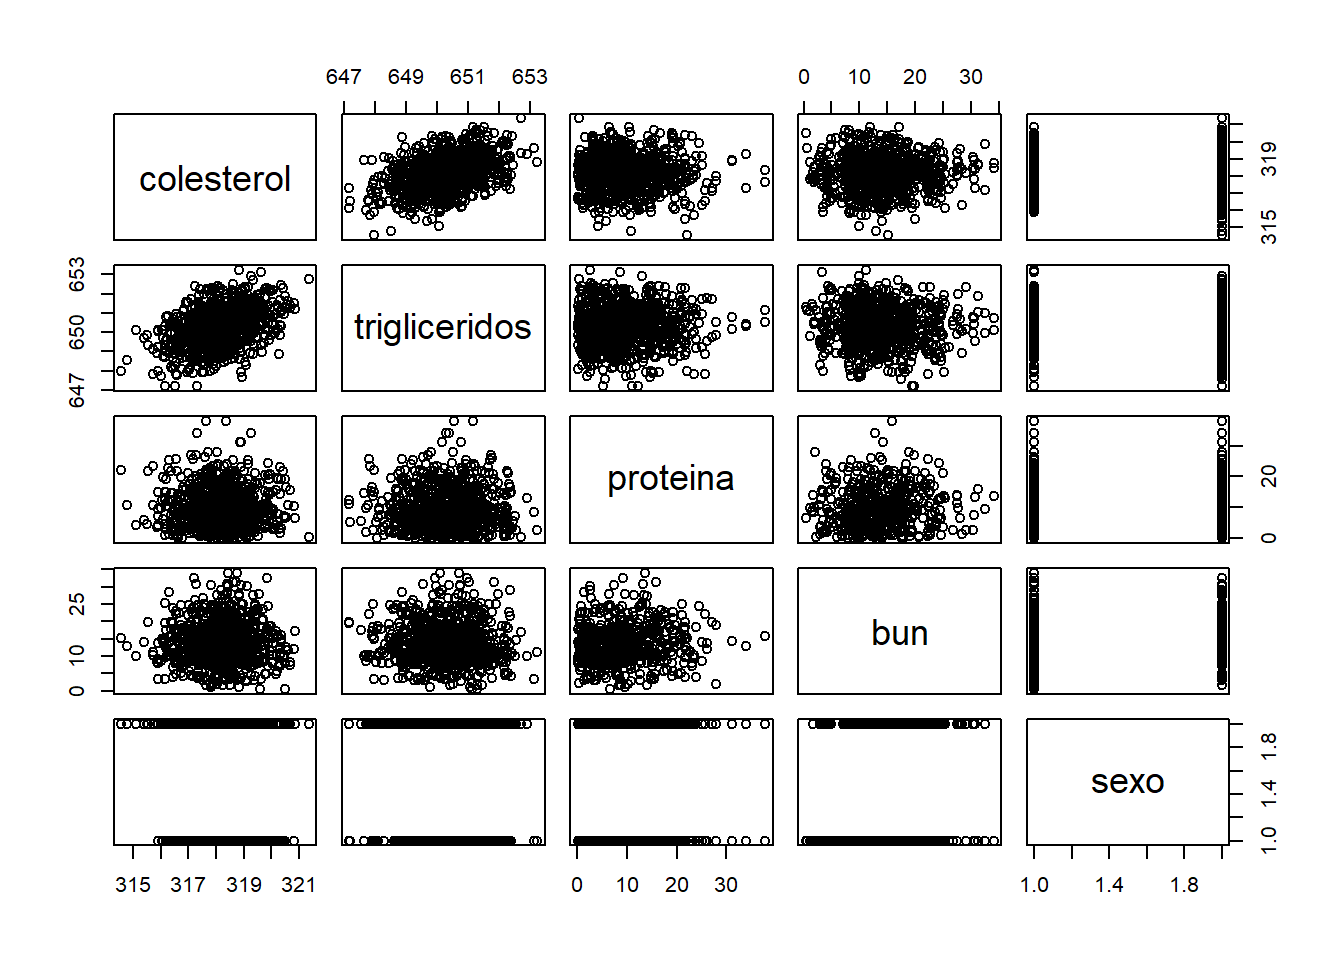 647 649 651 653 0 10 20 30
colesterol 315 319
647 650 653 trigliceridos
proteina 0 20
0 10 25 bun
sexo 1.0 1.4 1.8
315 317 319 321 0 10 20 30 1.0 1.4 1.8